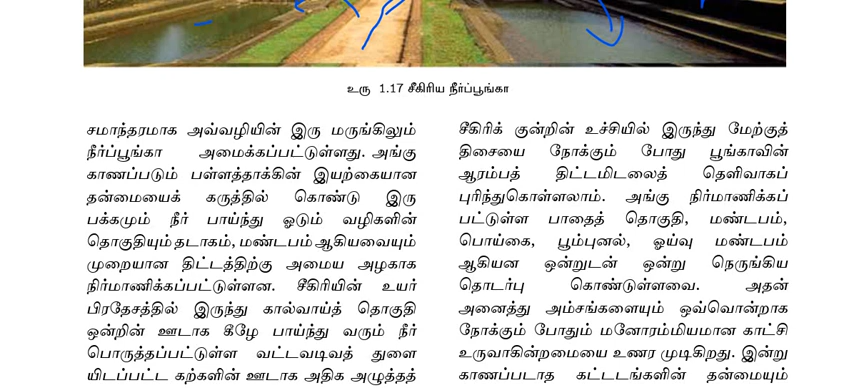 உரு 1.17 சீகிரிய நீர்ப்பூங்கா
சமாந்தரமாக அவ்வழியின் இரு மருங்கிலும்
நீர்ப்பூங்கா அமைக்கப்பட்டுள்ளது. அங்கு
காணப்படும் பள்ளத்தாக்கின் இயற்கையான
தன்மையைக் கருத்தில் கொண்டு இரு
பக்கமும் நீர் பாய்ந்து ஓடும் வழிகளின்
தொகுதியும் தடாகம், மண்டபம் ஆகியவையும்
முறையான திட்டத்திற்கு அமைய அழகாக
நிர்மாணிக்கப்பட்டுள்ளன. சீகிரியின் உயர்
பிரதேசத்தில் இருந்து கால்வாய்த் தொகுதி
ஒன்றின் ஊடாக கீழே பாய்ந்து வரும் நீர்
பொருத்தப்பட்டுள்ள வட்டவடிவத் துளை
யிடப்பட்ட கற்களின் ஊடாக அதிக அழுத்தத்
சீகிரிக் குன்றின் உச்சியில் இருந்து மேற்குத்
திசையை நோக்கும் போது பூங்காவின்
ஆரம்பத் திட்டமிடலைத் தெளிவாகப்
புரிந்துகொள்ளலாம். அங்கு நிர்மாணிக்கப்
பட்டுள்ள பாதைத் தொகுதி, மண்டபம்,
பொய்கை, பூம்புனல், ஓய்வு மண்டபம்
ஆகியன ஒன்றுடன் ஒன்று நெருங்கிய
தொடர்பு கொண்டுள்ளவை. அதன்
அனைத்து அம்சங்களையும் ஒவ்வொன்றாக
நோக்கும் போதும் மனோரம்மியமான காட்சி
உருவாகின்றமையை உணர முடிகிறது. இன்று
காணப்படாத கட்டடங்களின் தன்மையும்